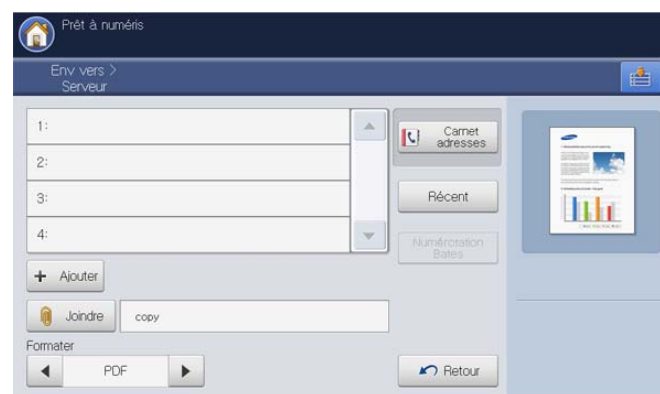 Prêt à numéris
Env vers >
Serveur
1:
Carnet
adresses
2:
3:
Récent
4:
Numérotation
Bates
+ Ajouter
Joindre
copy
Formater
PDF
Retour